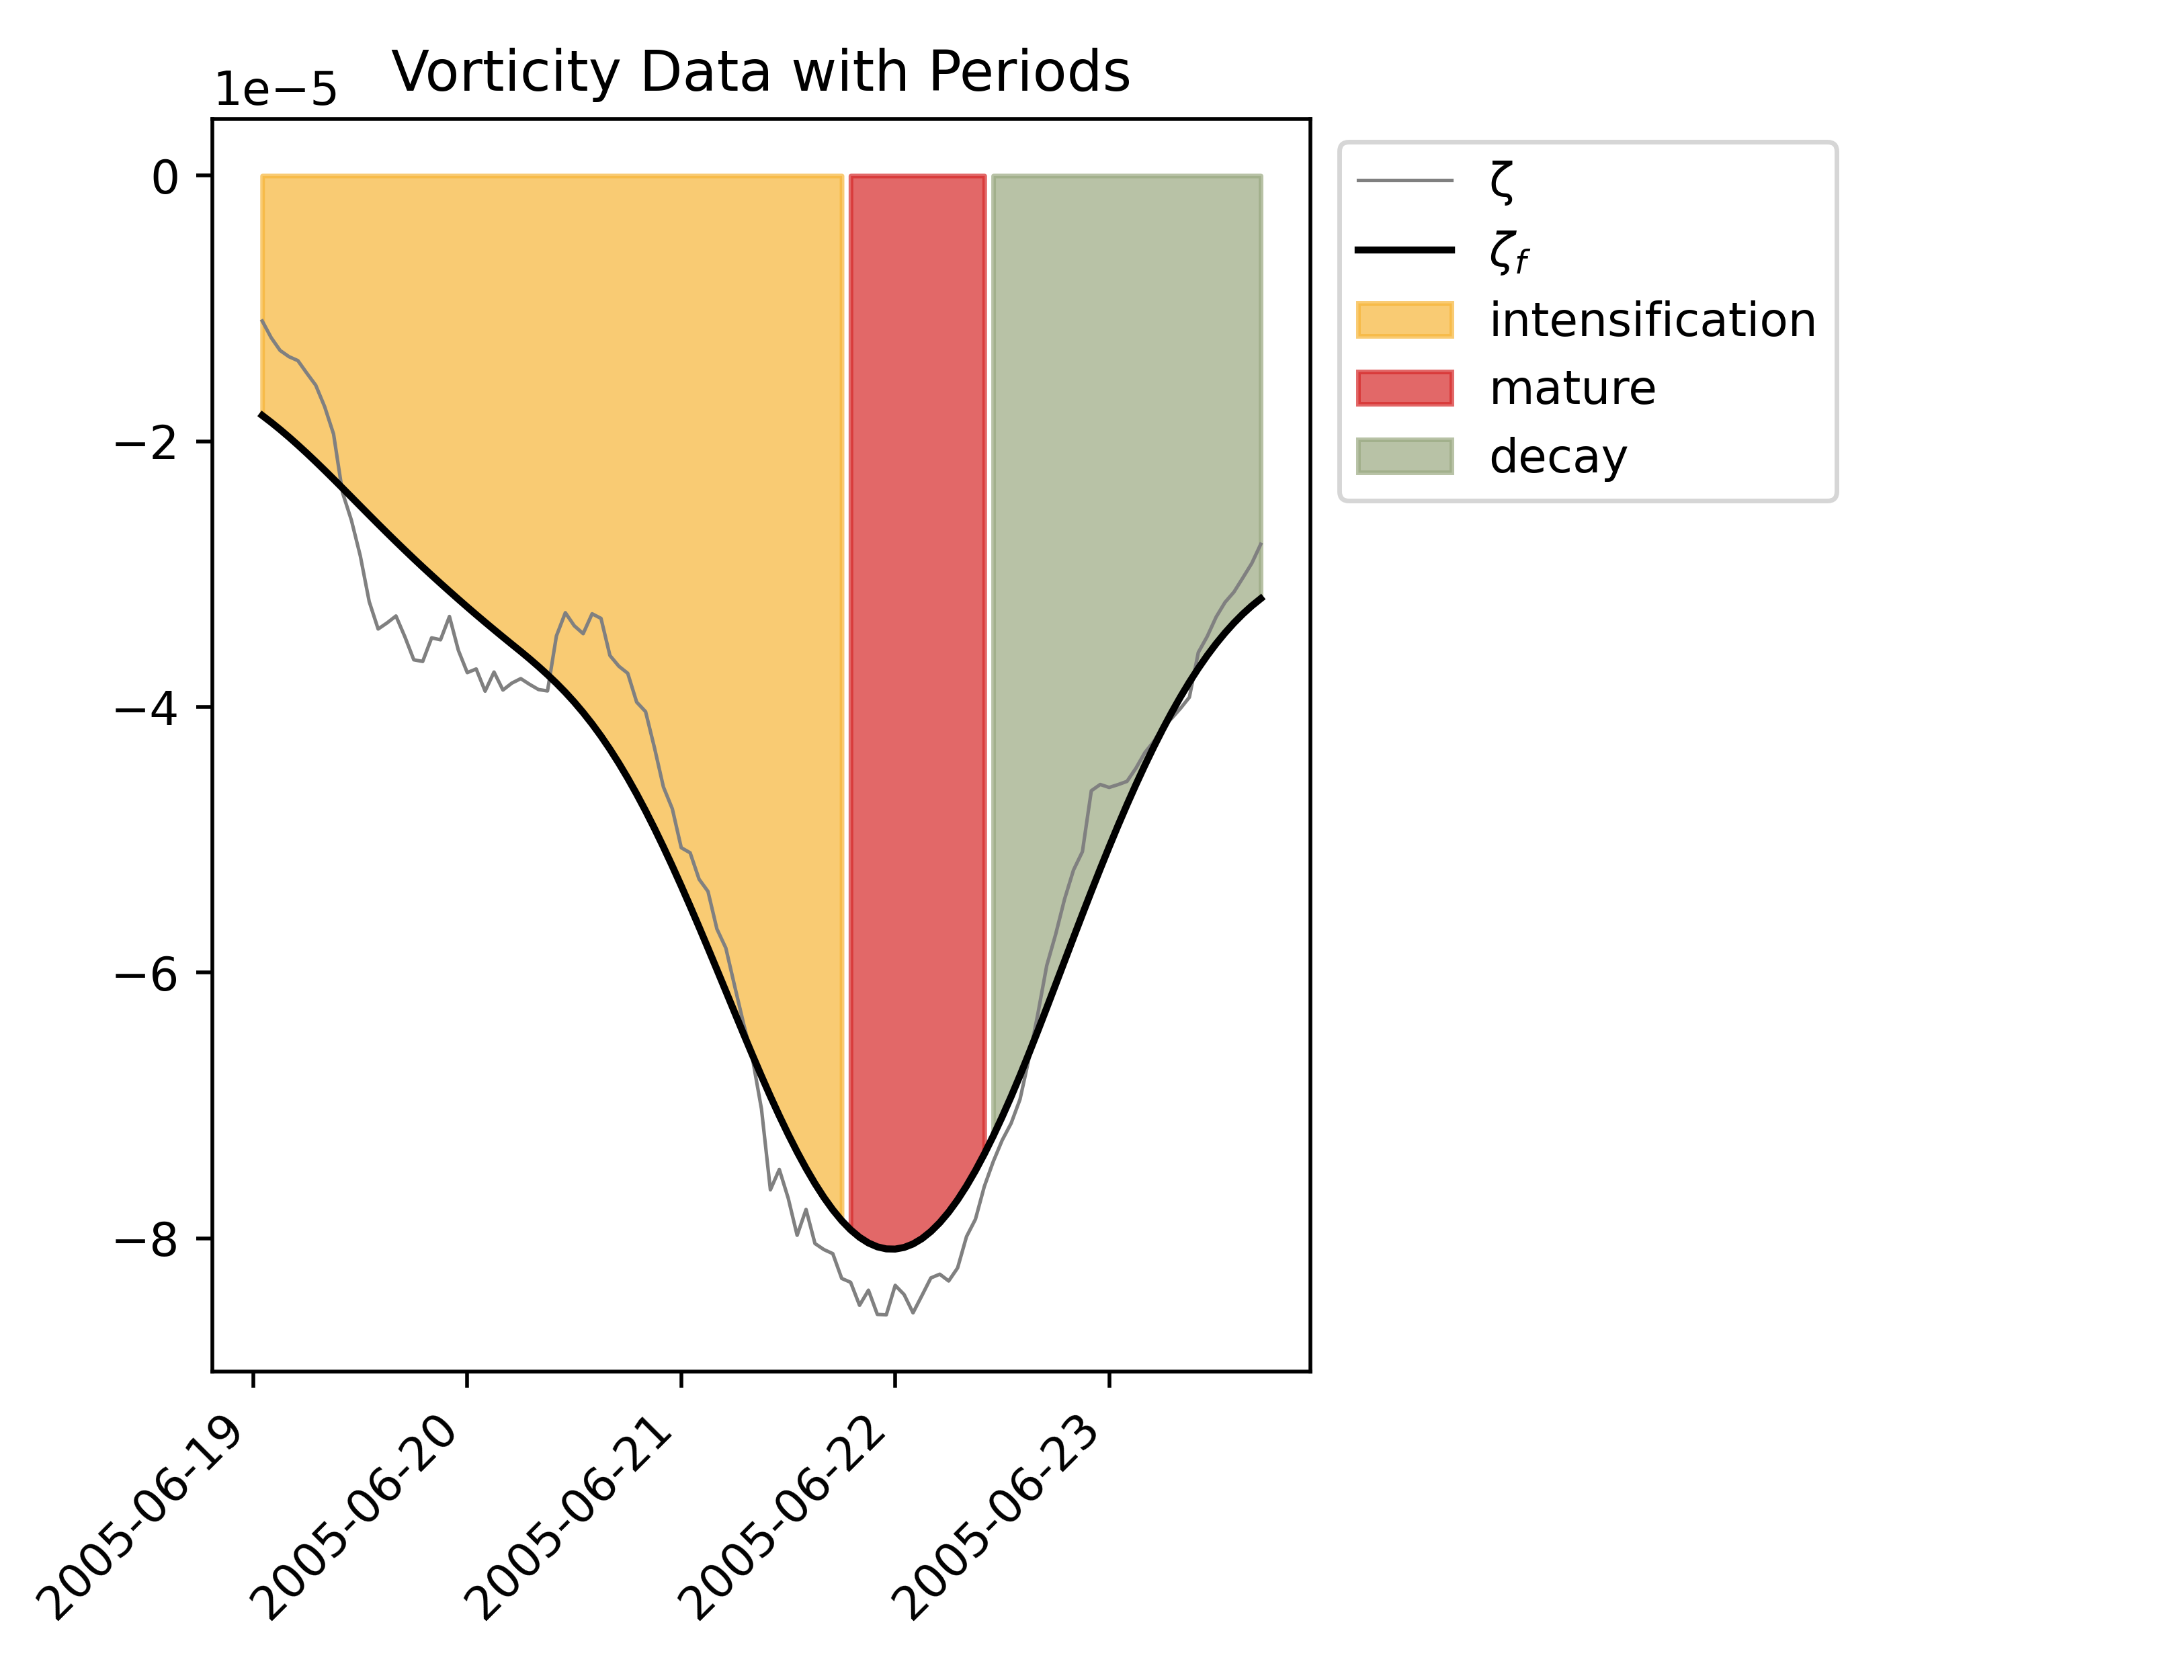 Vorticity Data with Periods
1e−5
0
−2
−4
−6
−8
2005-06-19
2005-06-20
2005-06-21
2005-06-22
2005-06-23
ζ
ζf
intensification
mature
decay